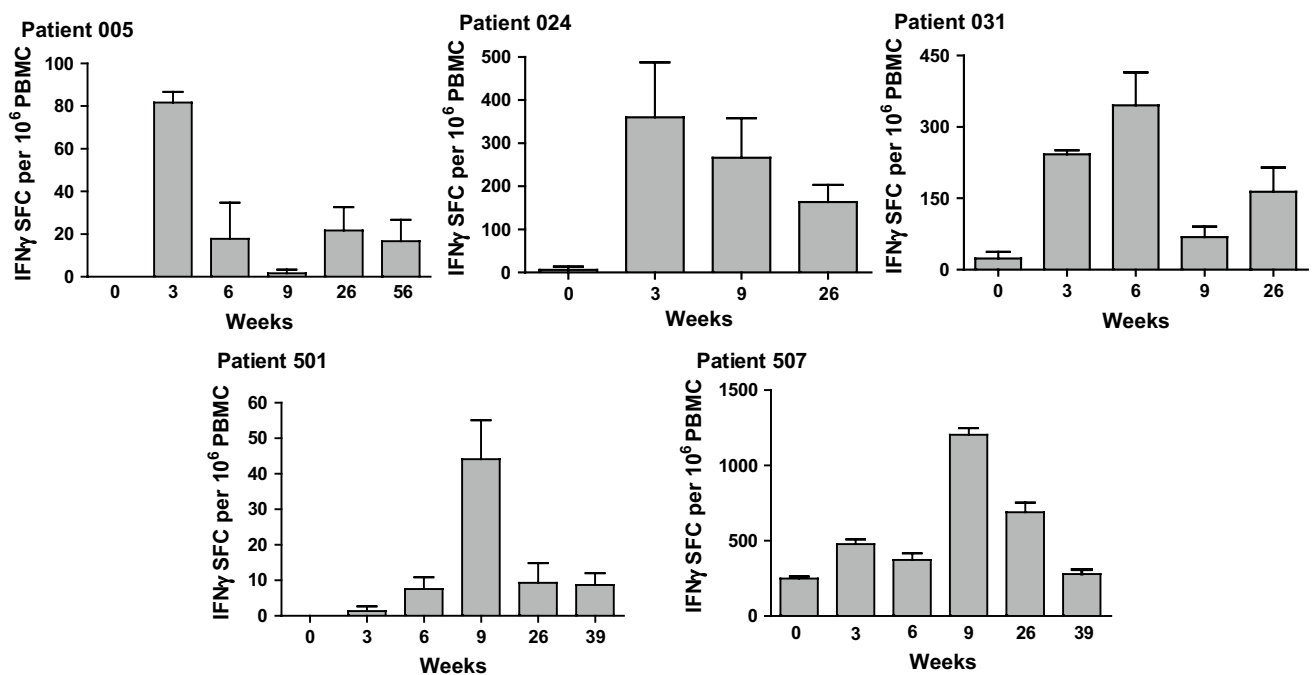 Patient 005
IFNγ SFC per 10⁶ PBMC
100
80
60
40
20
0
0 3 6 9 26 56
Weeks
Patient 024
IFNγ SFC per 10⁶ PBMC
500
400
300
200
100
0
0 3 9 26
Weeks
Patient 031
IFNγ SFC per 10⁶ PBMC
450
300
150
0
0 3 6 9 26
Weeks
Patient 501
IFNγ SFC per 10⁶ PBMC
60
50
40
30
20
10
0
0 3 6 9 26 39
Weeks
Patient 507
IFNγ SFC per 10⁶ PBMC
1500
1000
500
0
0 3 6 9 26 39
Weeks